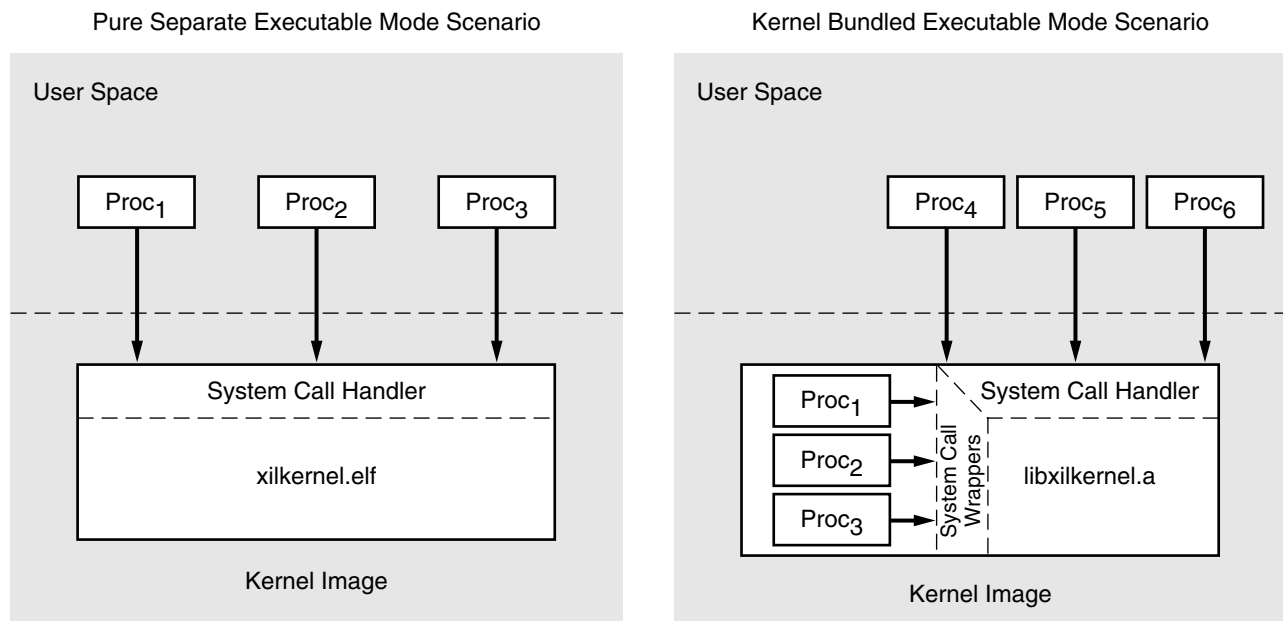 Pure Separate Executable Mode Scenario
User Space
Proc1
Proc2
Proc3
System Call Handler
xilkernel.elf
Kernel Image
Kernel Bundled Executable Mode Scenario
User Space
Proc4
Proc5
Proc6
Proc1
Proc2
Proc3
System Call
Wrappers
System Call Handler
libxilkernel.a
Kernel Image